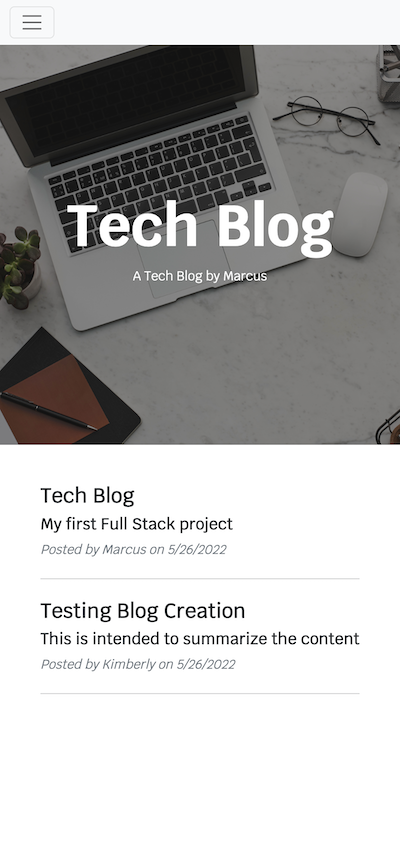 Tech Blog
A Tech Blog by Marcus
Tech Blog
My first Full Stack project
Posted by Marcus on 5/26/2022
Testing Blog Creation
This is intended to summarize the content
Posted by Kimberly on 5/26/2022